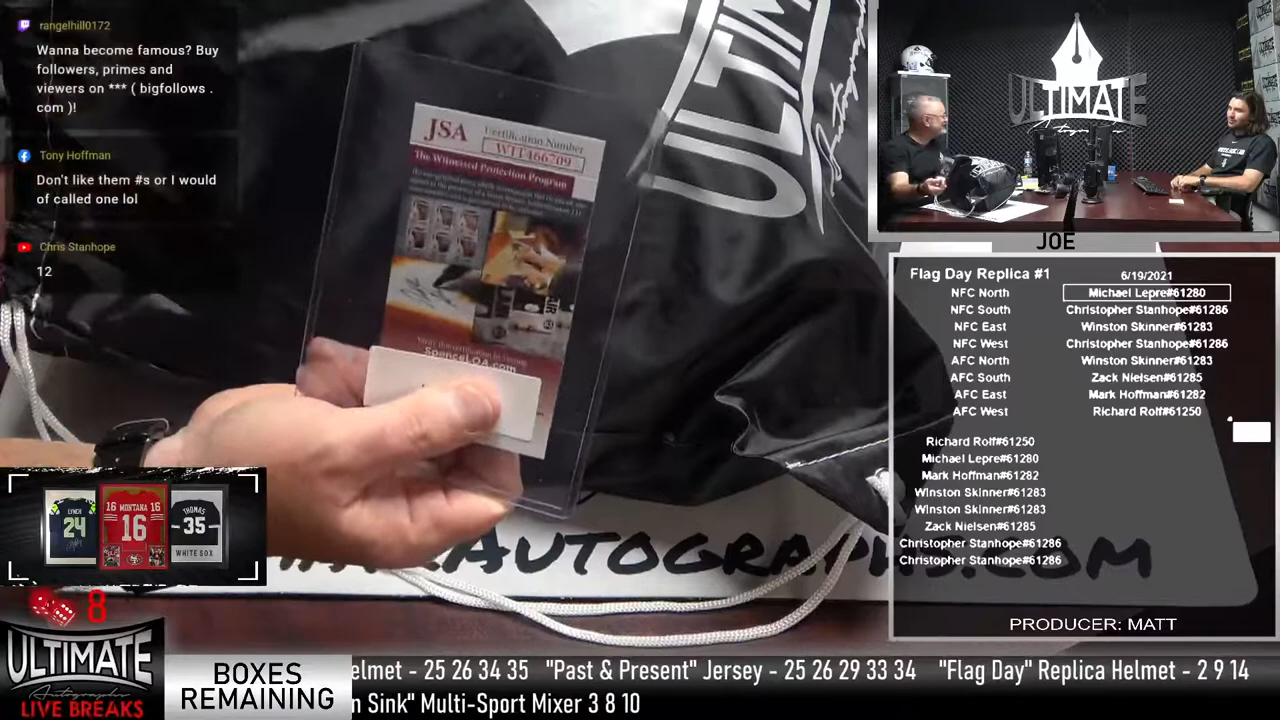 rangelhill0172
Wanna become famous? Buy
followers, primes and
viewers on *** ( bigfollows .
com )!
Tony Hoffman
Don't like them #s or I would
of called one lol
Chris Stanhope
12
JSA
Certification Number
WIT466709
The Witnessed Protection Program
SpenceLOA.com
ULTIM
ULTIMATE
Autographs
JOE
Flag Day Replica #1 6/19/2021
NFC North Michael Lepre#61280
NFC South Christopher Stanhope#61286
NFC East Winston Skinner#61283
NFC West Christopher Stanhope#61286
AFC North Winston Skinner#61283
AFC South Zack Nielsen#61285
AFC East Mark Hoffman#61282
AFC West Richard Rolf#61250
Richard Rolf#61250
Michael Lepre#61280
Mark Hoffman#61282
Winston Skinner#61283
Winston Skinner#61283
Zack Nielsen#61285
Christopher Stanhope#61286
Christopher Stanhope#61286
PRODUCER: MATT
LYNCH
24
16 MONTANA 16
16
THOMAS
35
WHITE SOX
AUTOGRAPHS.COM
8
ULTIMATE
Autographs
LIVE BREAKS
BOXES
REMAINING
elmet - 25 26 34 35 "Past & Present" Jersey - 25 26 29 33 34 "Flag Day" Replica Helmet - 2 9 14
n Sink" Multi-Sport Mixer 3 8 10